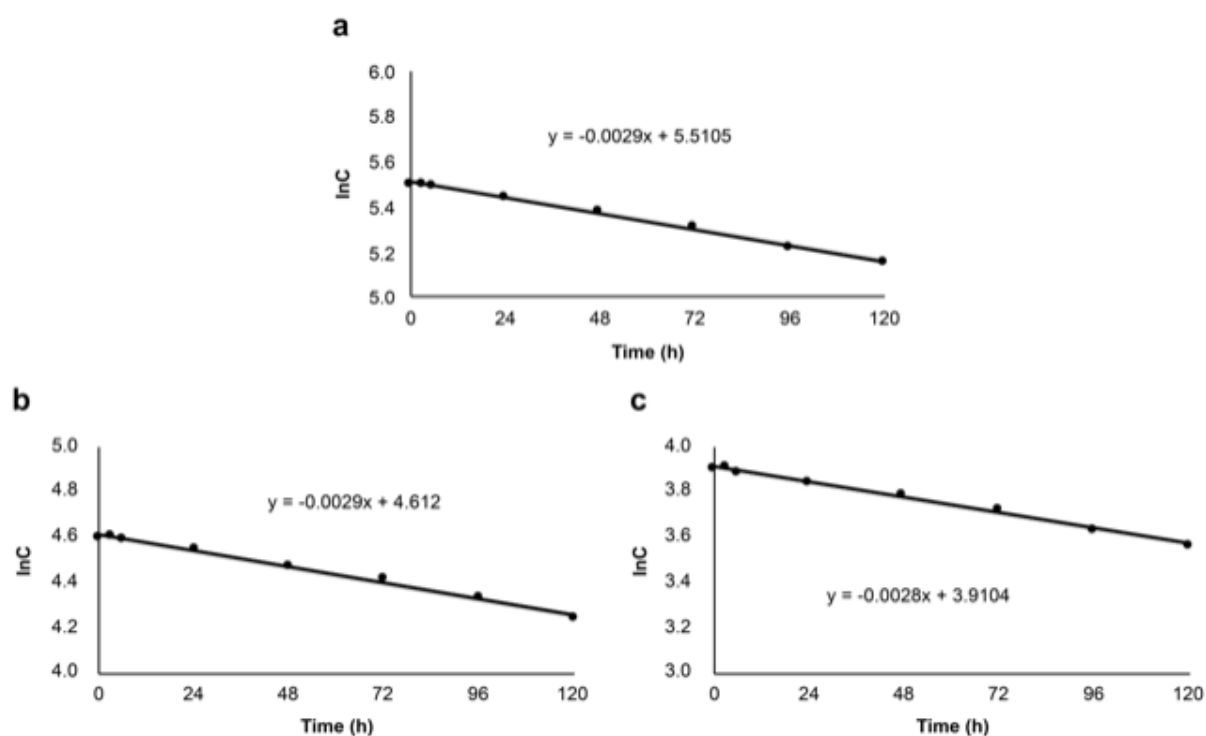 a
6.0
5.8
y = -0.0029x + 5.5105
5.6
lnC
5.4
5.2
5.0
0 24 48 72 96 120
Time (h)
b
5.0
4.8
y = -0.0029x + 4.612
4.6
lnC
4.4
4.2
4.0
0 24 48 72 96 120
Time (h)
c
4.0
3.8
3.6
lnC
3.4
y = -0.0028x + 3.9104
3.2
3.0
0 24 48 72 96 120
Time (h)